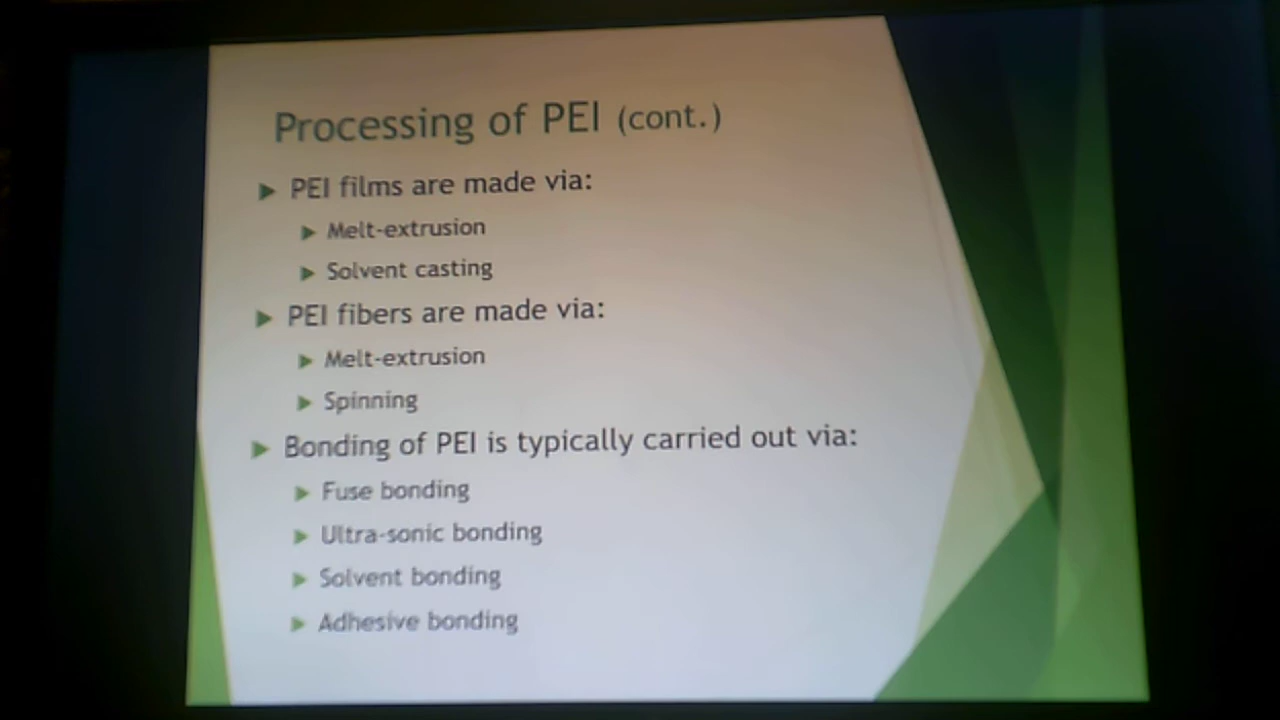 Processing of PEI (cont.)
PEI films are made via:
Melt-extrusion
Solvent casting
PEI fibers are made via:
Melt-extrusion
Spinning
Bonding of PEI is typically carried out via:
Fuse bonding
Ultra-sonic bonding
Solvent bonding
Adhesive bonding